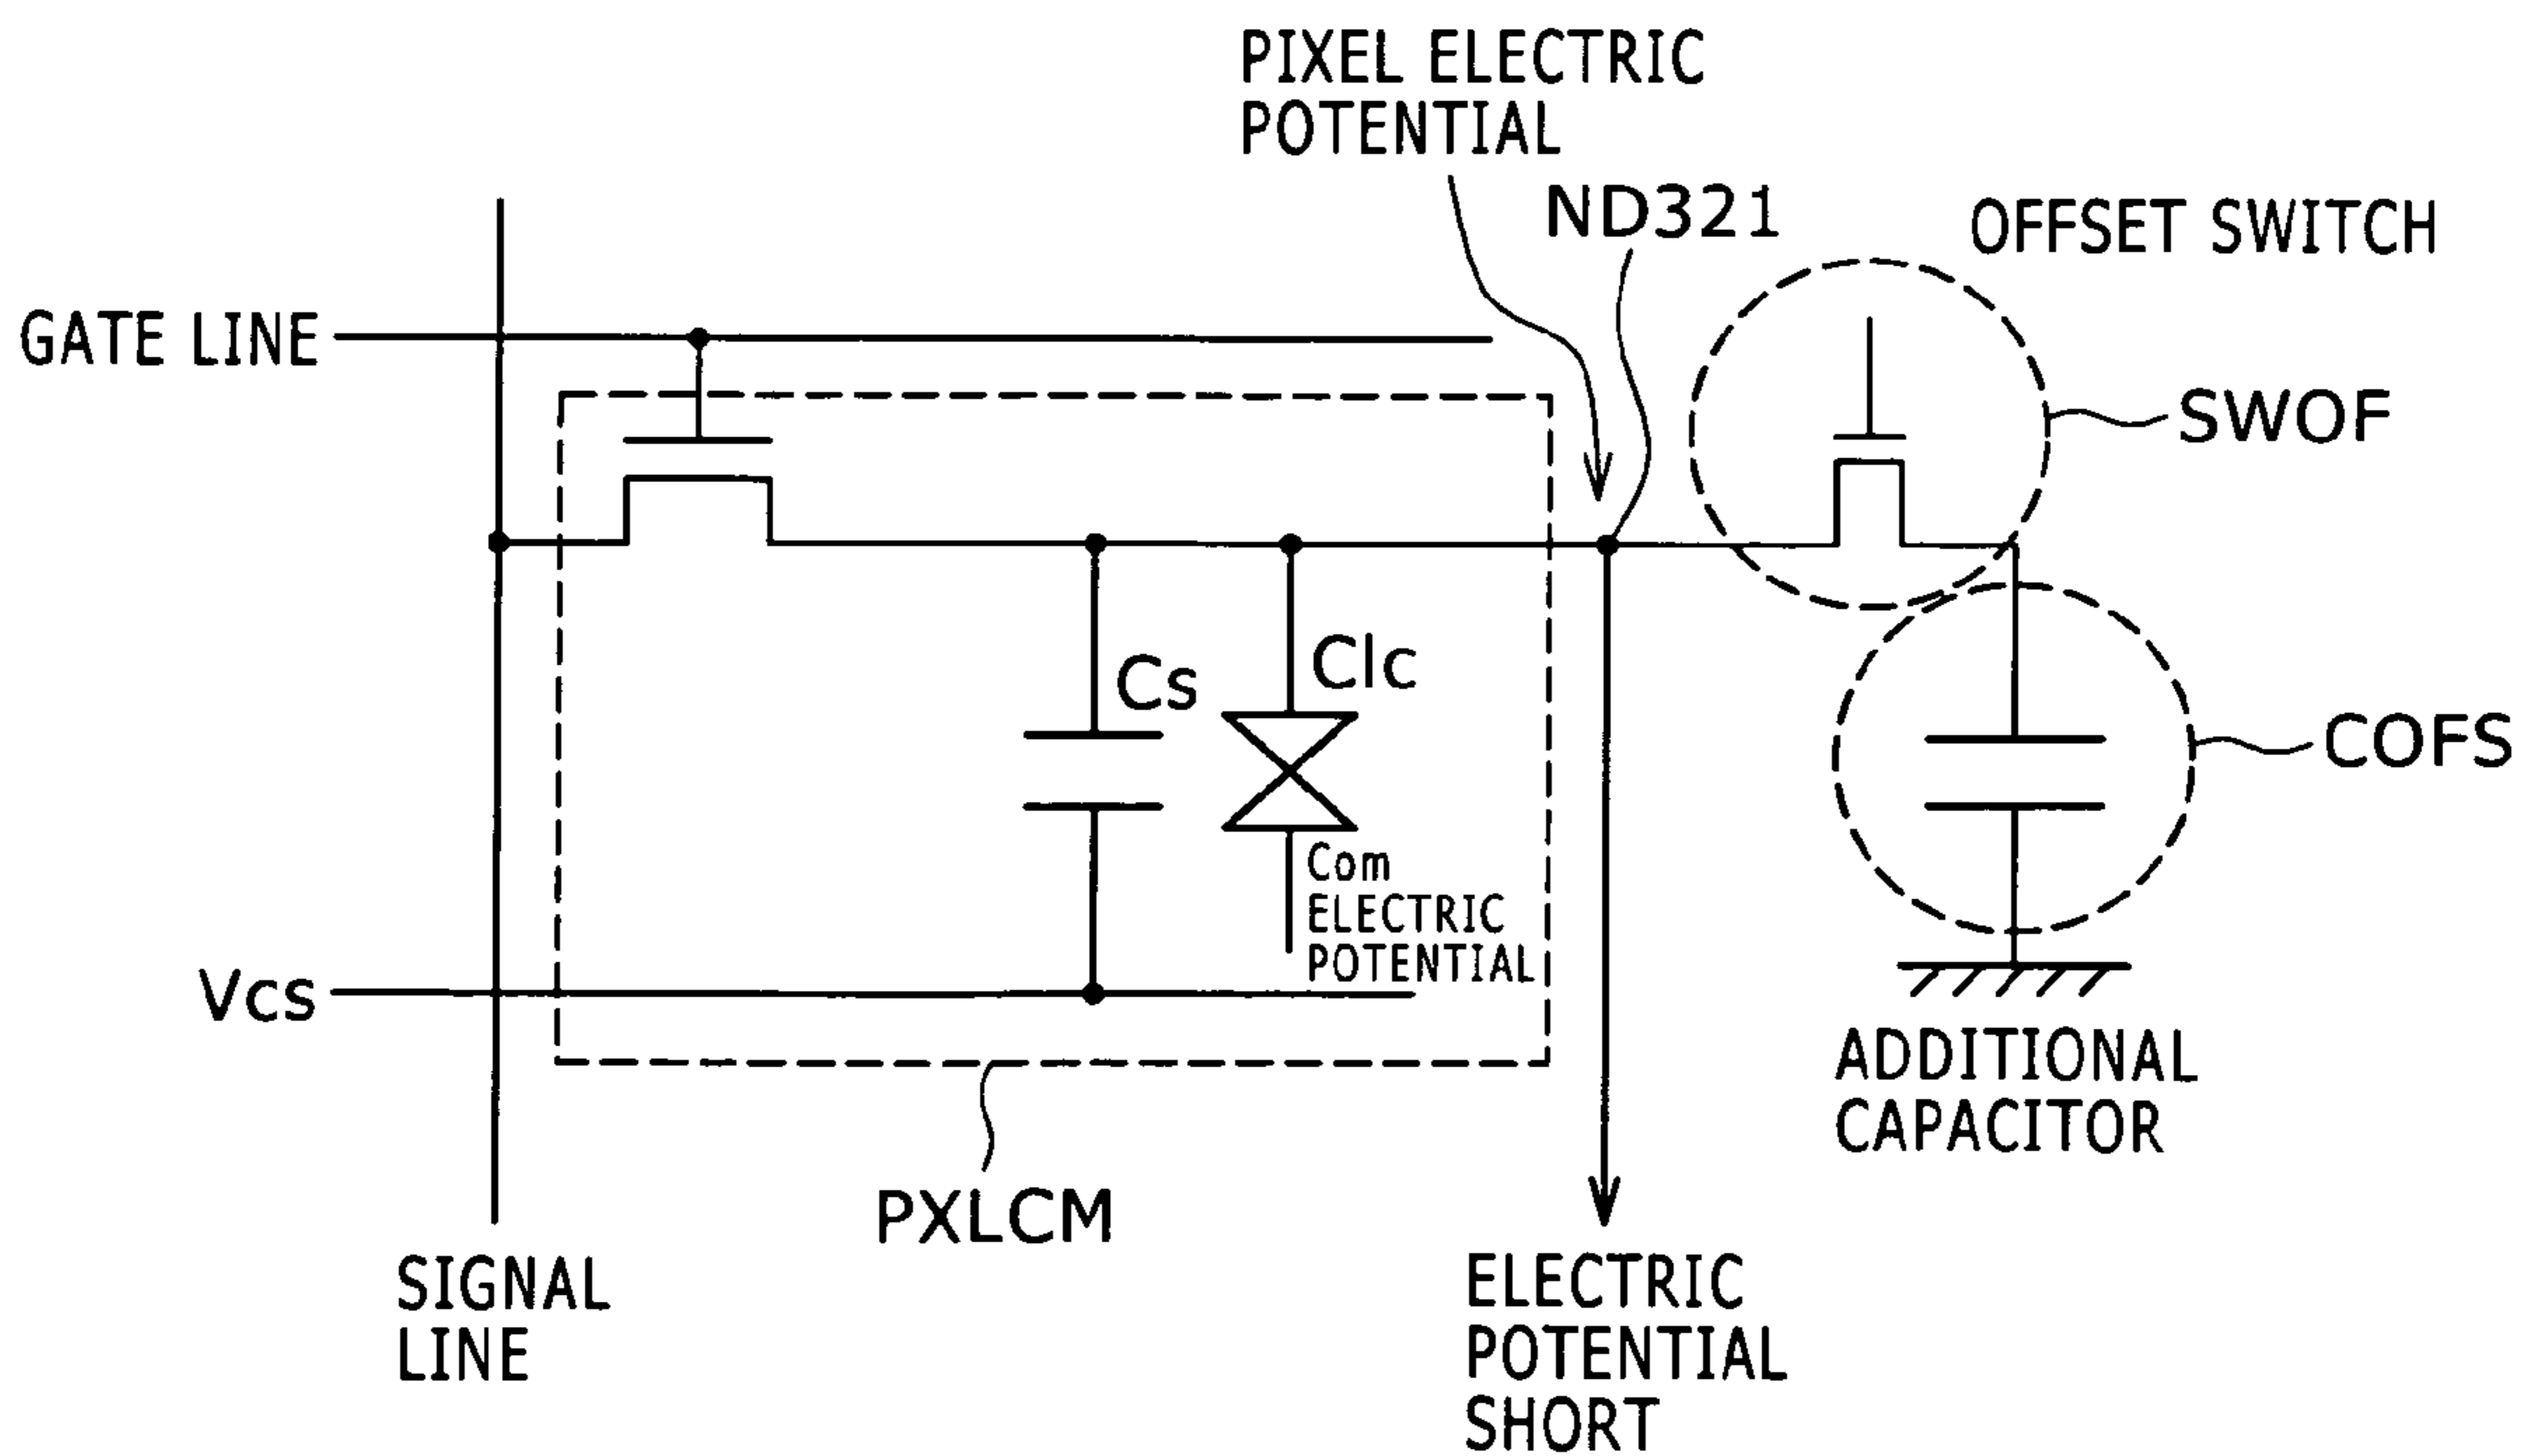 PIXEL ELECTRIC
POTENTIAL
ND321
OFFSET SWITCH
GATE LINE
SWOF
Cs
Clc
COFS
Com
ELECTRIC
POTENTIAL
Vcs
ADDITIONAL
CAPACITOR
PXLCM
SIGNAL
LINE
ELECTRIC
POTENTIAL
SHORT